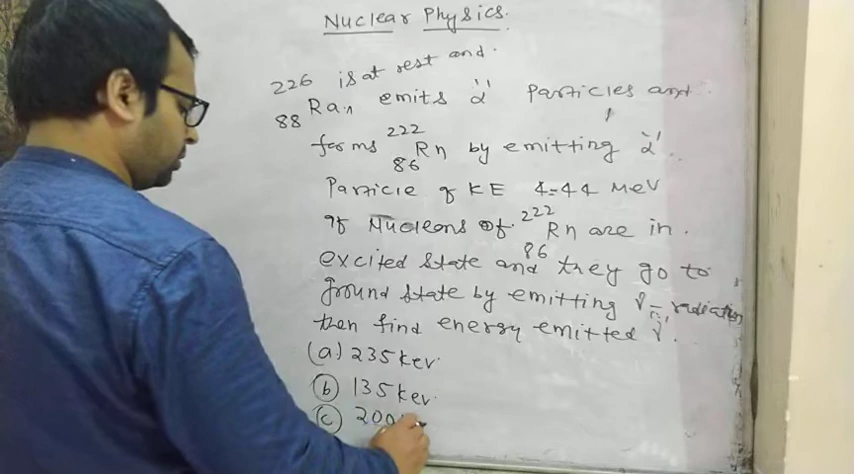 Nuclear Physics.
226 is at rest and.
88 Ra, emits "α" Particles and
forms 222 86 Rn by emitting "α".
Particle of KE 4.44 MeV
If Nucleons of 222 86 Rn are in.
excited state and they go to
ground state by emitting γ- radiation
then find energy emitted γ.
(a) 235 kev.
(b) 135 kev.
(c) 200